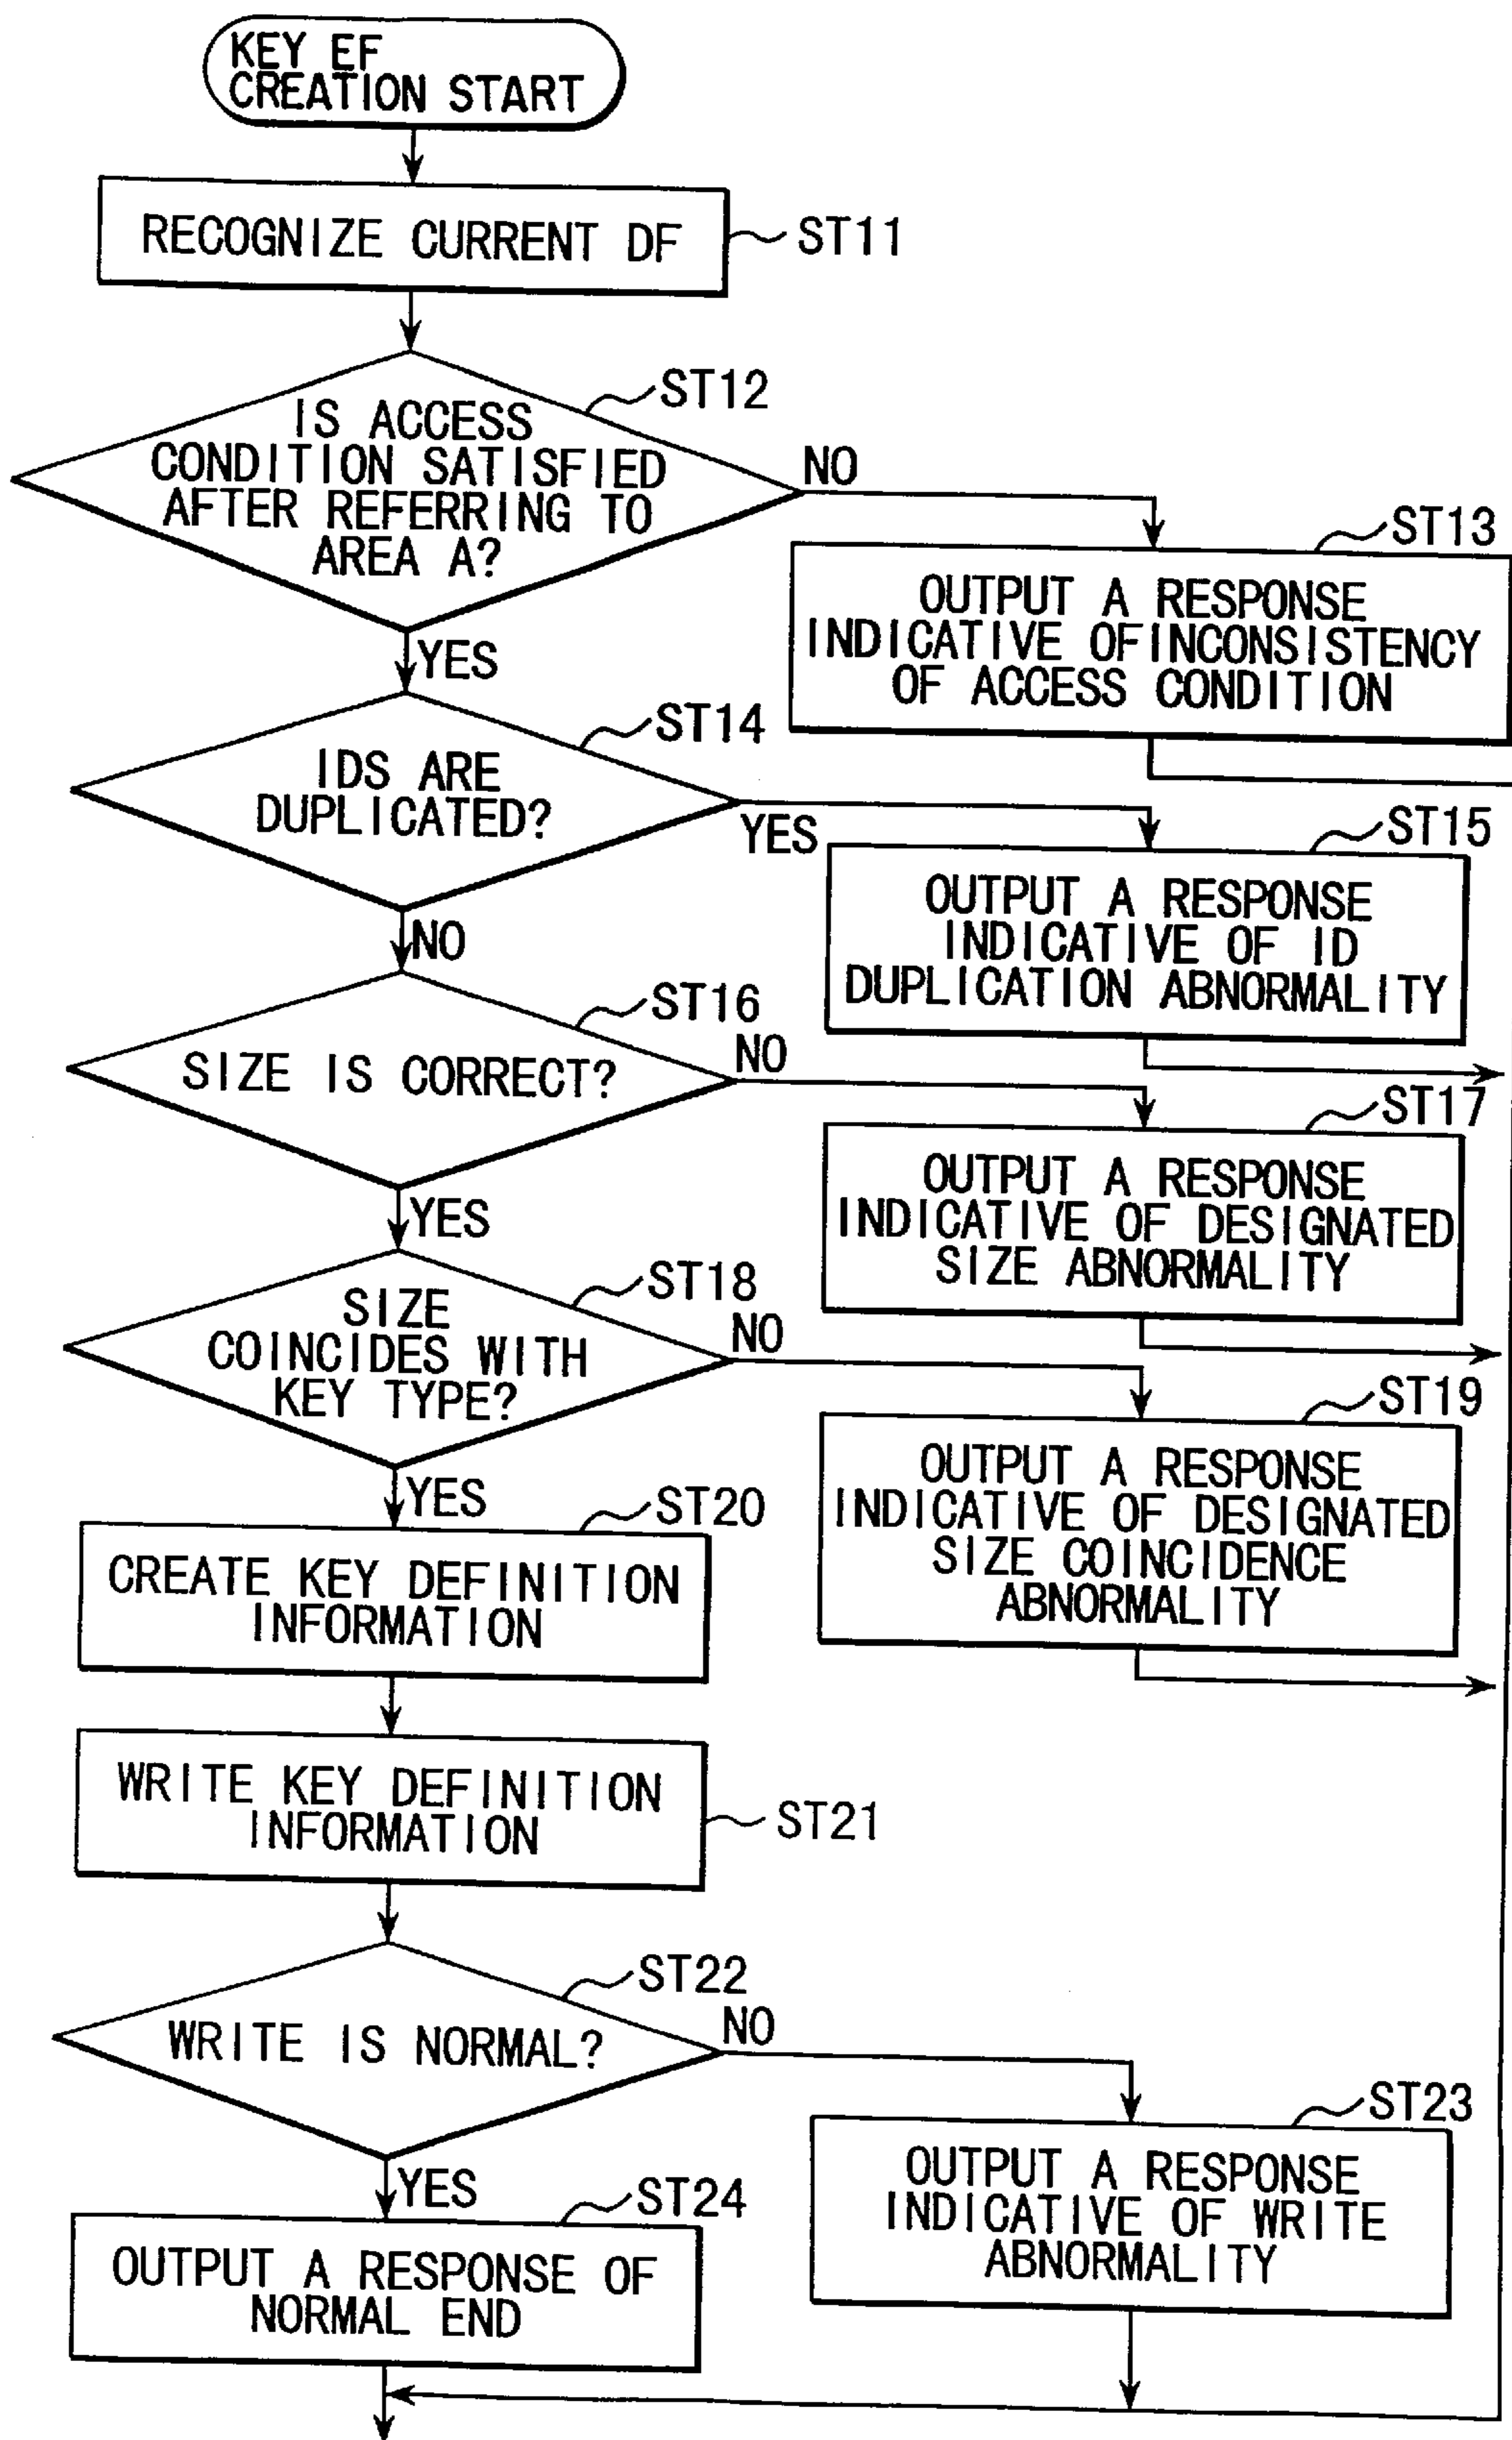 KEY EF
CREATION START
RECOGNIZE CURRENT DF
ST11
ST12
IS ACCESS
CONDITION SATISFIED
AFTER REFERRING TO
AREA A?
NO
YES
ST13
OUTPUT A RESPONSE
INDICATIVE OFINCONSISTENCY
OF ACCESS CONDITION
ST14
IDS ARE
DUPLICATED?
YES
NO
ST15
OUTPUT A RESPONSE
INDICATIVE OF ID
DUPLICATION ABNORMALITY
ST16
SIZE IS CORRECT?
NO
YES
ST17
OUTPUT A RESPONSE
INDICATIVE OF DESIGNATED
SIZE ABNORMALITY
ST18
SIZE
COINCIDES WITH
KEY TYPE?
NO
YES
ST19
OUTPUT A RESPONSE
INDICATIVE OF DESIGNATED
SIZE COINCIDENCE
ABNORMALITY
ST20
CREATE KEY DEFINITION
INFORMATION
WRITE KEY DEFINITION
INFORMATION
ST21
ST22
WRITE IS NORMAL?
NO
YES
ST23
OUTPUT A RESPONSE
INDICATIVE OF WRITE
ABNORMALITY
ST24
OUTPUT A RESPONSE OF
NORMAL END